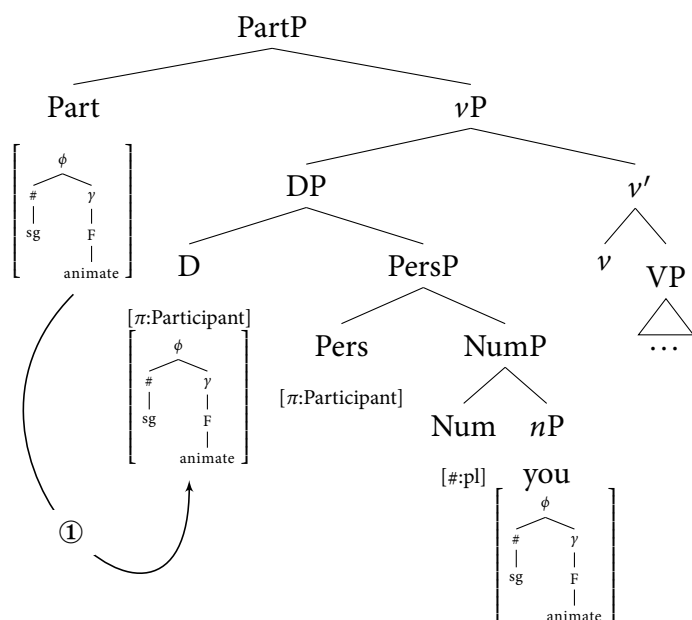 PartP
Part vP
ϕ
# γ
sg F
animate
DP v′
D PersP v VP
…
[π:Participant]
ϕ
# γ
sg F
animate
Pers NumP
[π:Participant]
Num nP
[#:pl] you
ϕ
# γ
sg F
animate
①